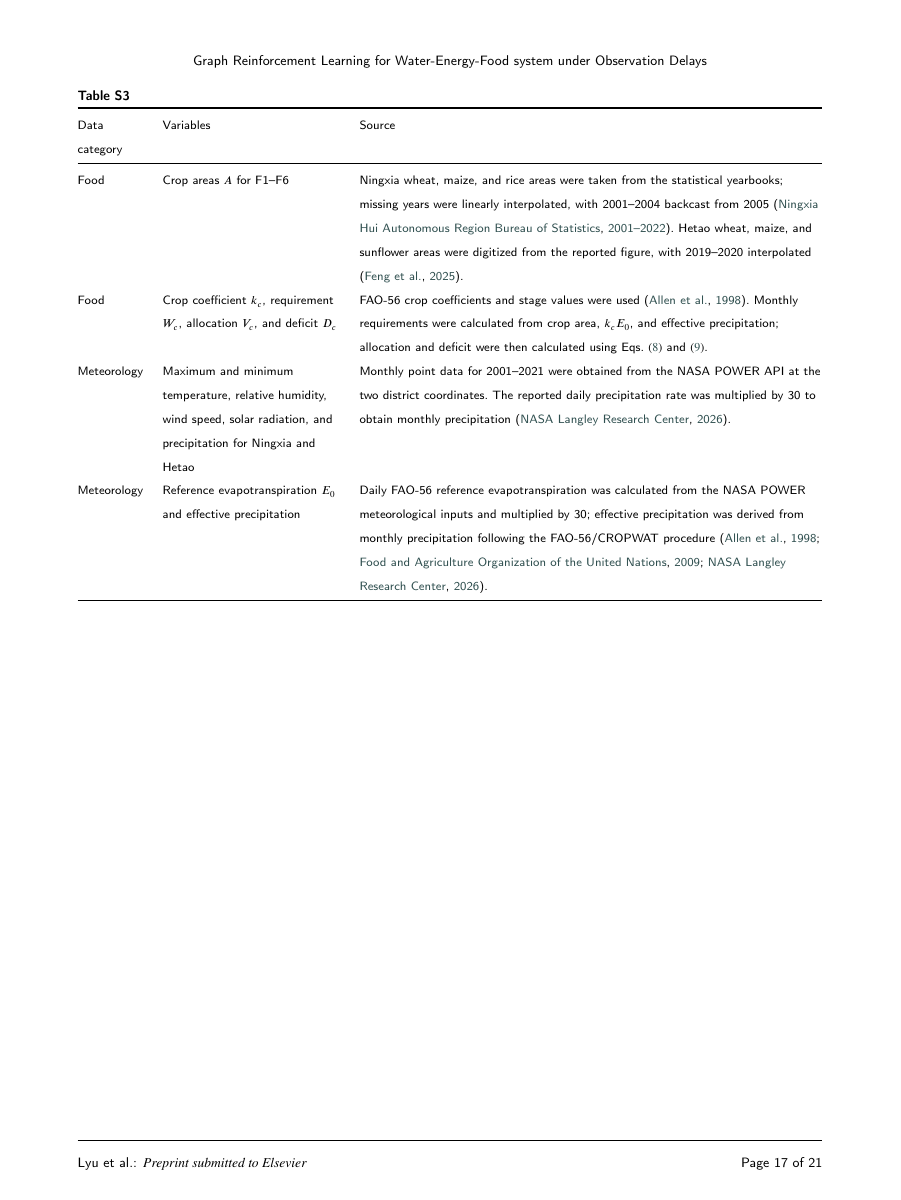 Graph Reinforcement Learning for Water-Energy-Food system under Observation Delays
Table S3
Data category
Variables
Source
Food
Crop areas A for F1–F6
Ningxia wheat, maize, and rice areas were taken from the statistical yearbooks;
missing years were linearly interpolated, with 2001–2004 backcast from 2005 (Ningxia
Hui Autonomous Region Bureau of Statistics, 2001–2022). Hetao wheat, maize, and
sunflower areas were digitized from the reported figure, with 2019–2020 interpolated
(Feng et al., 2025).
Food
Crop coefficient k_c, requirement
W_c, allocation V_c, and deficit D_c
FAO-56 crop coefficients and stage values were used (Allen et al., 1998). Monthly
requirements were calculated from crop area, k_c E_0, and effective precipitation;
allocation and deficit were then calculated using Eqs. (8) and (9).
Meteorology
Maximum and minimum
temperature, relative humidity,
wind speed, solar radiation, and
precipitation for Ningxia and
Hetao
Monthly point data for 2001–2021 were obtained from the NASA POWER API at the
two district coordinates. The reported daily precipitation rate was multiplied by 30 to
obtain monthly precipitation (NASA Langley Research Center, 2026).
Meteorology
Reference evapotranspiration E_0
and effective precipitation
Daily FAO-56 reference evapotranspiration was calculated from the NASA POWER
meteorological inputs and multiplied by 30; effective precipitation was derived from
monthly precipitation following the FAO-56/CROPWAT procedure (Allen et al., 1998;
Food and Agriculture Organization of the United Nations, 2009; NASA Langley
Research Center, 2026).
Lyu et al.: Preprint submitted to Elsevier
Page 17 of 21